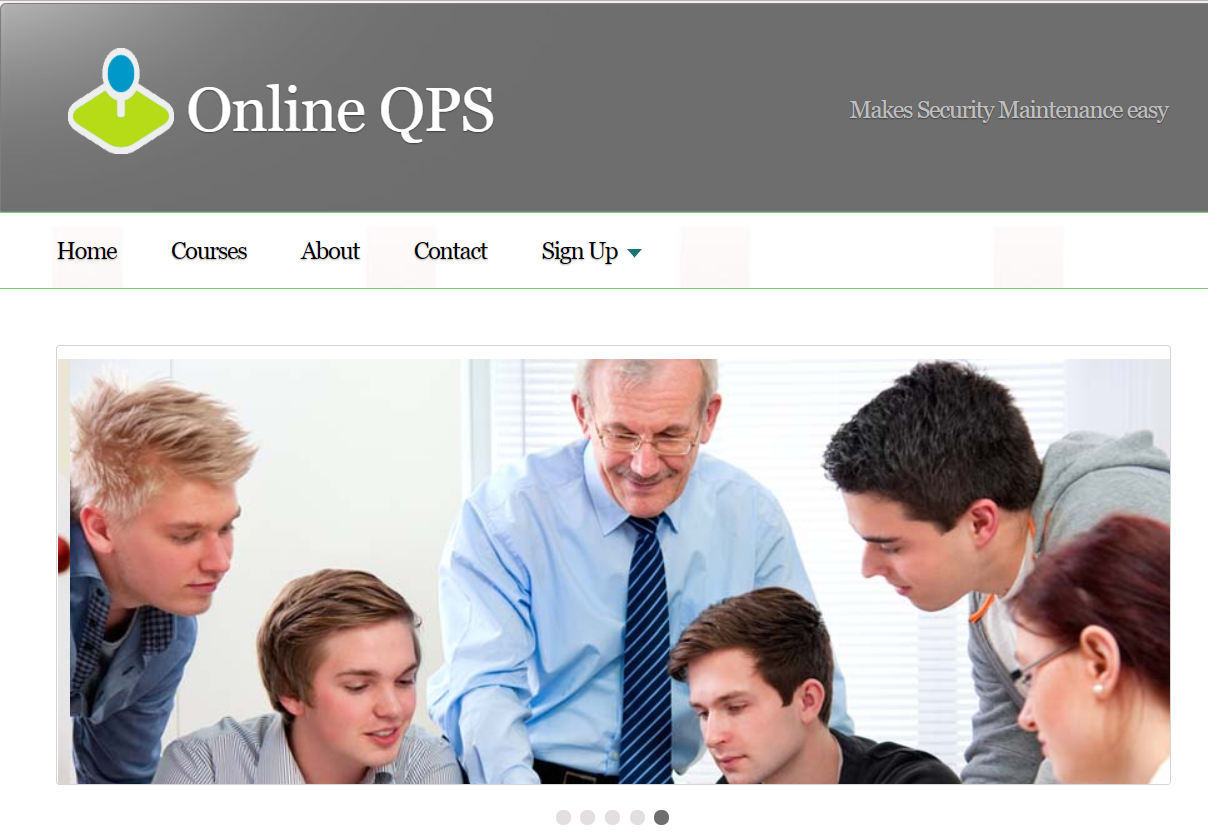 Online QPS
Makes Security Maintenance easy
Home Courses About Contact Sign Up